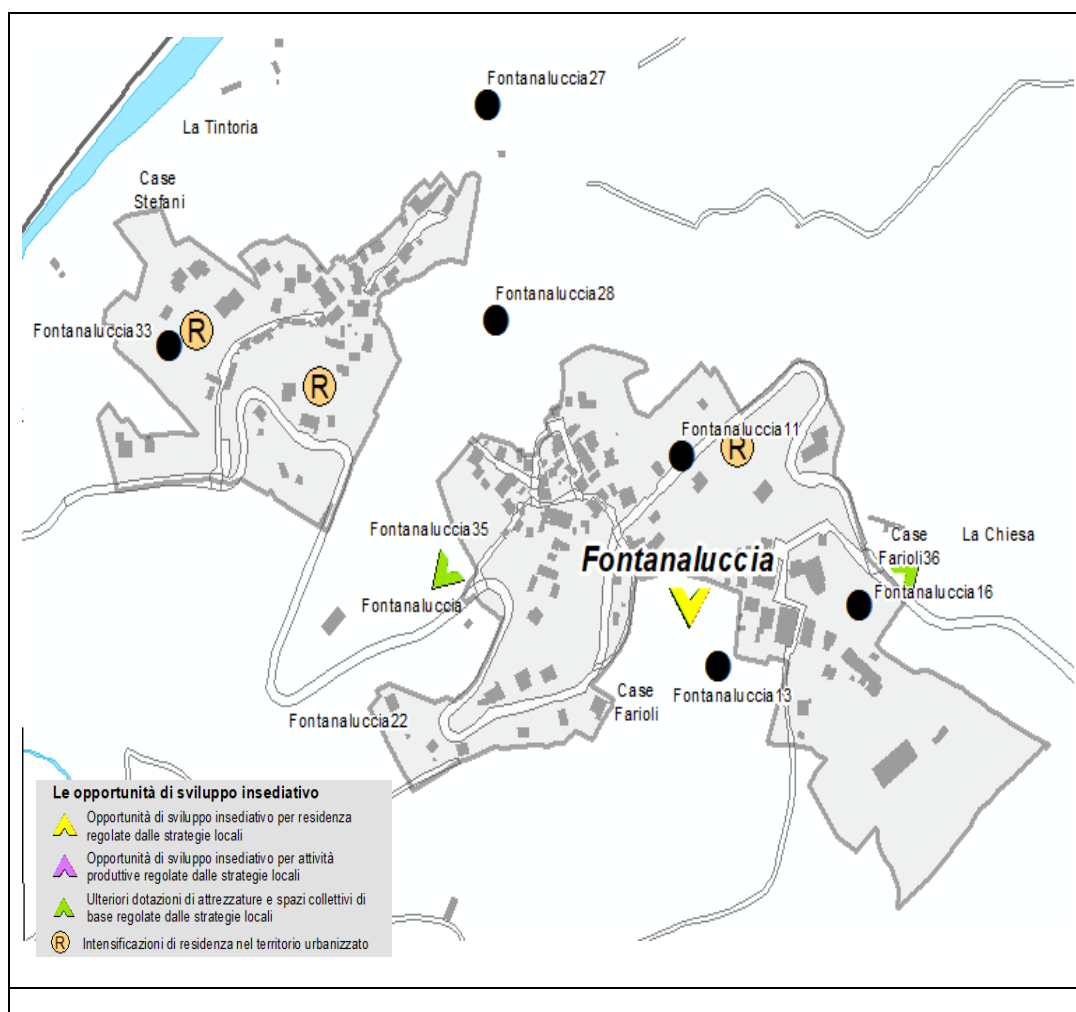 Fontanaluccia27
La Tintoria
Case
Stefani
Fontanaluccia28
Fontanaluccia33
R
R
Fontanaluccia11
R
Fontanaluccia35
Case
Farioli36
La Chiesa
Fontanaluccia
Fontanaluccia
Fontanaluccia16
Case
Farioli
Fontanaluccia13
Fontanaluccia22
Le opportunità di sviluppo insediativo
Opportunità di sviluppo insediativo per residenza
regolate dalle strategie locali
Opportunità di sviluppo insediativo per attività
produttive regolate dalle strategie locali
Ulteriori dotazioni di attrezzature e spazi collettivi di
base regolate dalle strategie locali
R Intensificazioni di residenza nel territorio urbanizzato